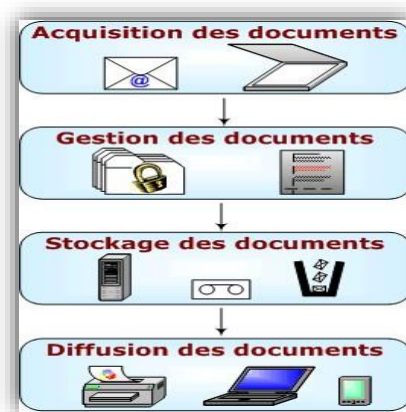 Acquisition des documents
@
Gestion des documents
Stockage des documents
Diffusion des documents